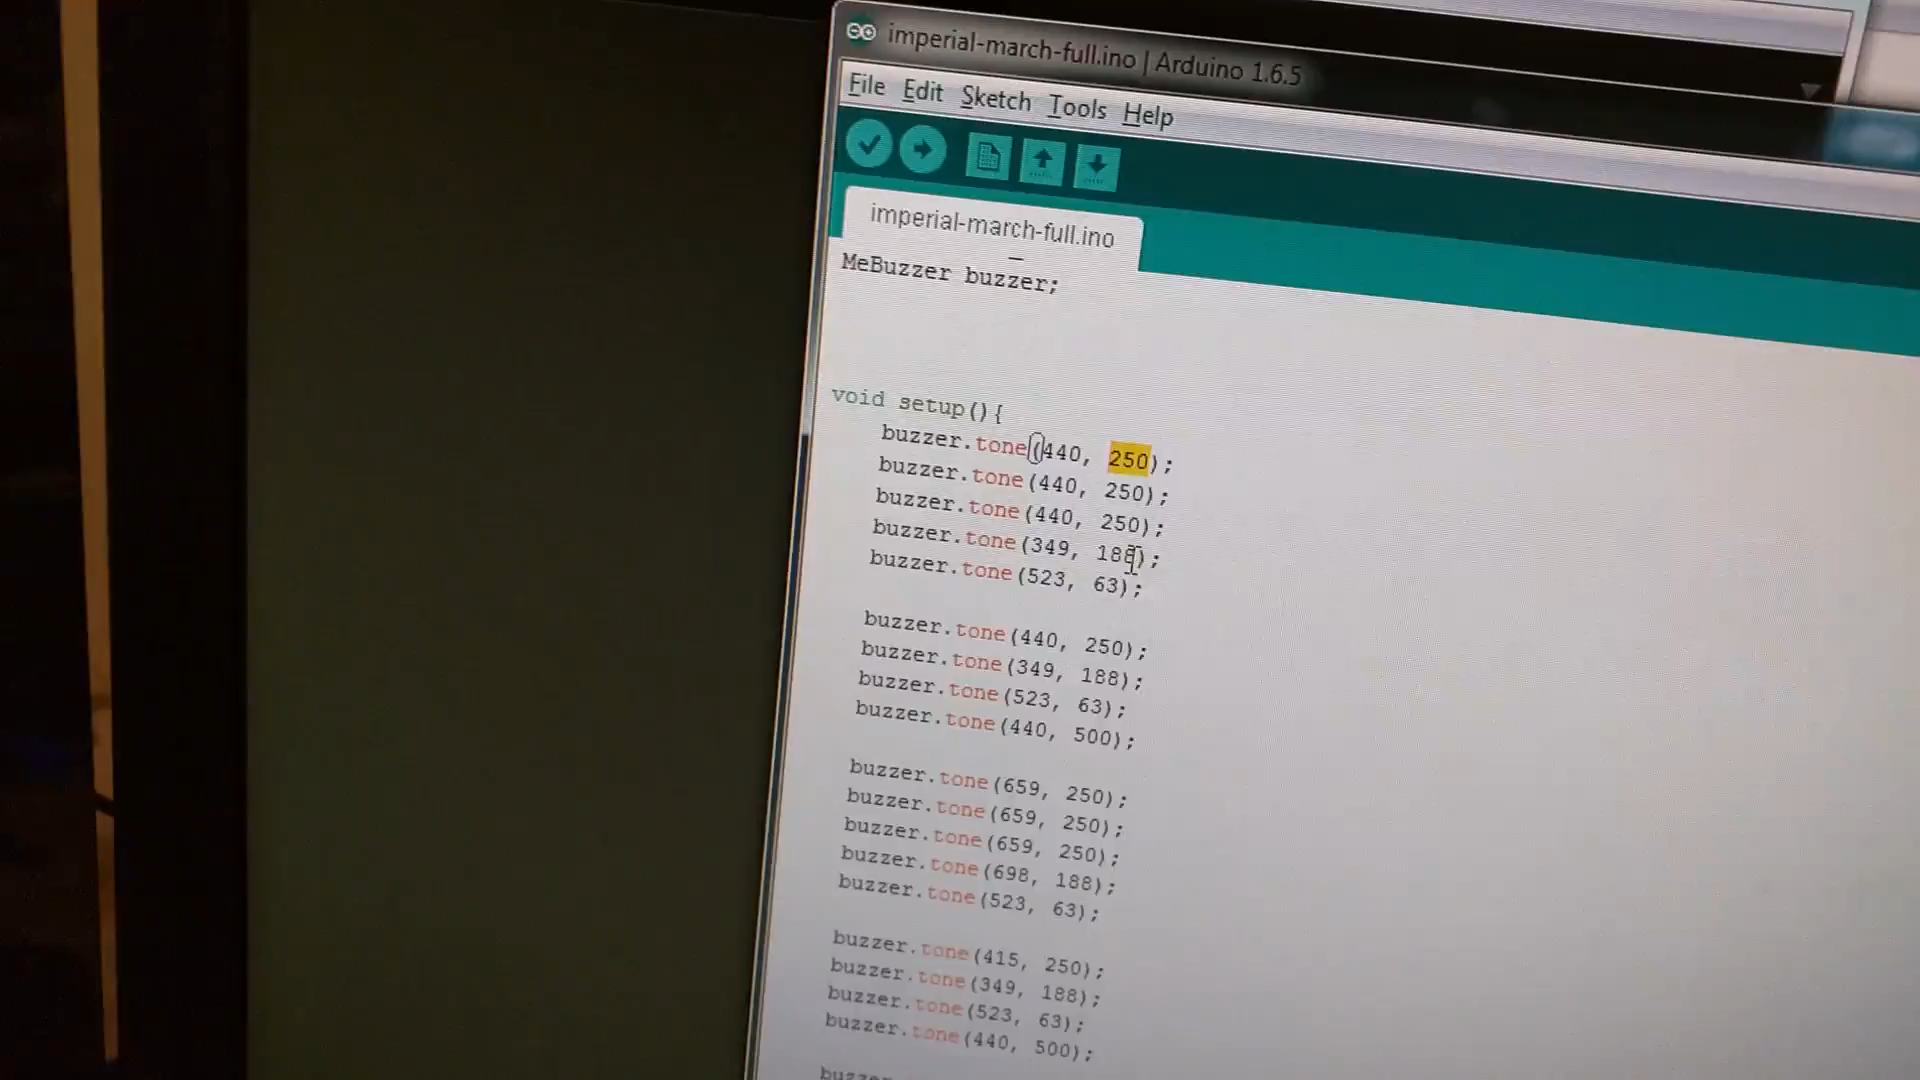 imperial-march-full.ino | Arduino 1.6.5
File Edit Sketch Tools Help
imperial-march-full.ino
MeBuzzer buzzer;
void setup(){
buzzer.tone(440, 250);
buzzer.tone(440, 250);
buzzer.tone(440, 250);
buzzer.tone(349, 188);
buzzer.tone(523, 63);
buzzer.tone(440, 250);
buzzer.tone(349, 188);
buzzer.tone(523, 63);
buzzer.tone(440, 500);
buzzer.tone(659, 250);
buzzer.tone(659, 250);
buzzer.tone(659, 250);
buzzer.tone(698, 188);
buzzer.tone(523, 63);
buzzer.tone(415, 250);
buzzer.tone(349, 188);
buzzer.tone(523, 63);
buzzer.tone(440, 500);